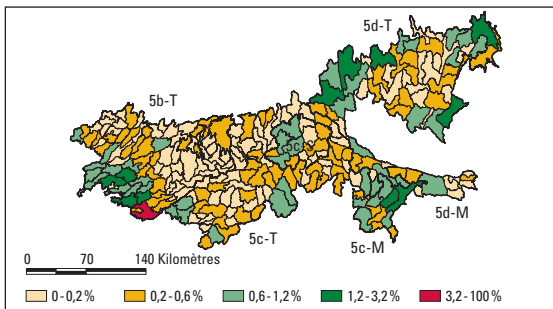 5d-T
5b-T
5c-S
5d-M
5c-T
5c-M
0 70 140 Kilomètres
0-0,2% 0,2-0,6% 0,6-1,2% 1,2-3,2% 3,2-100%